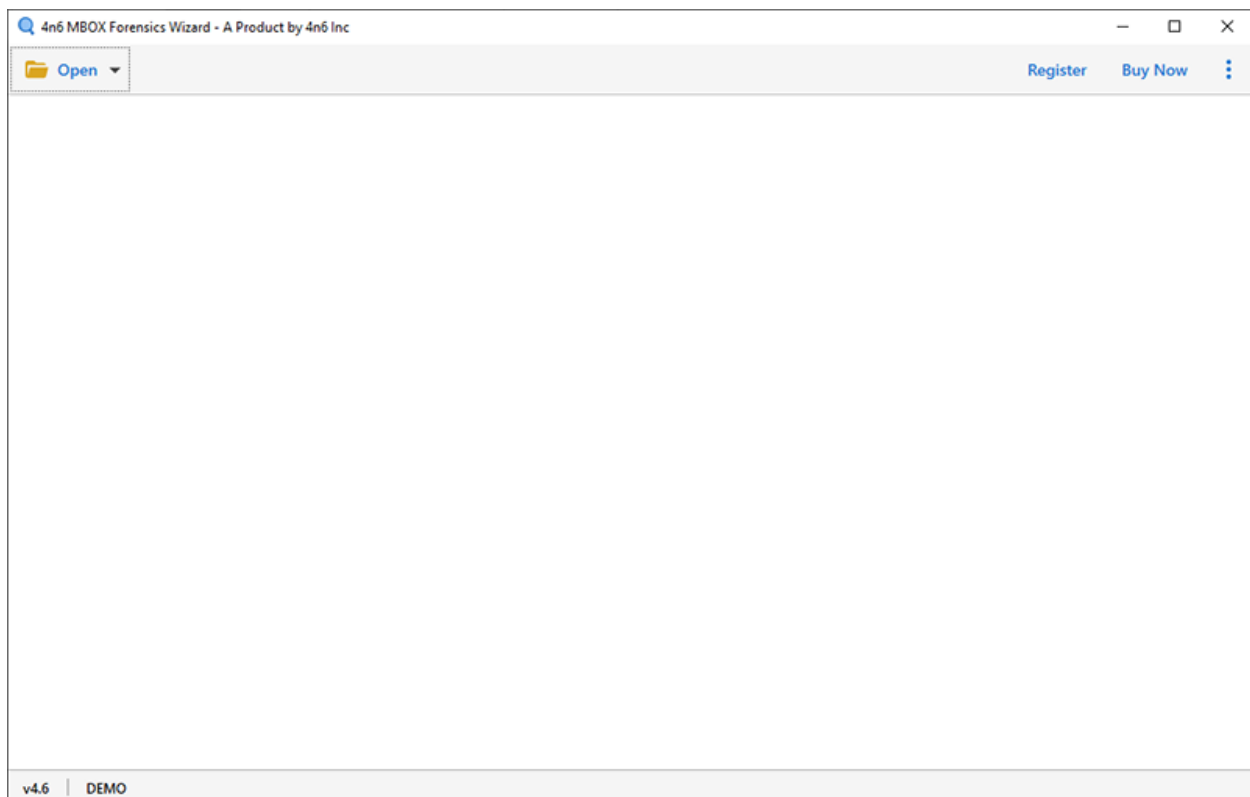 4n6 MBOX Forensics Wizard - A Product by 4n6 Inc
Open Register Buy Now
v4.6 DEMO